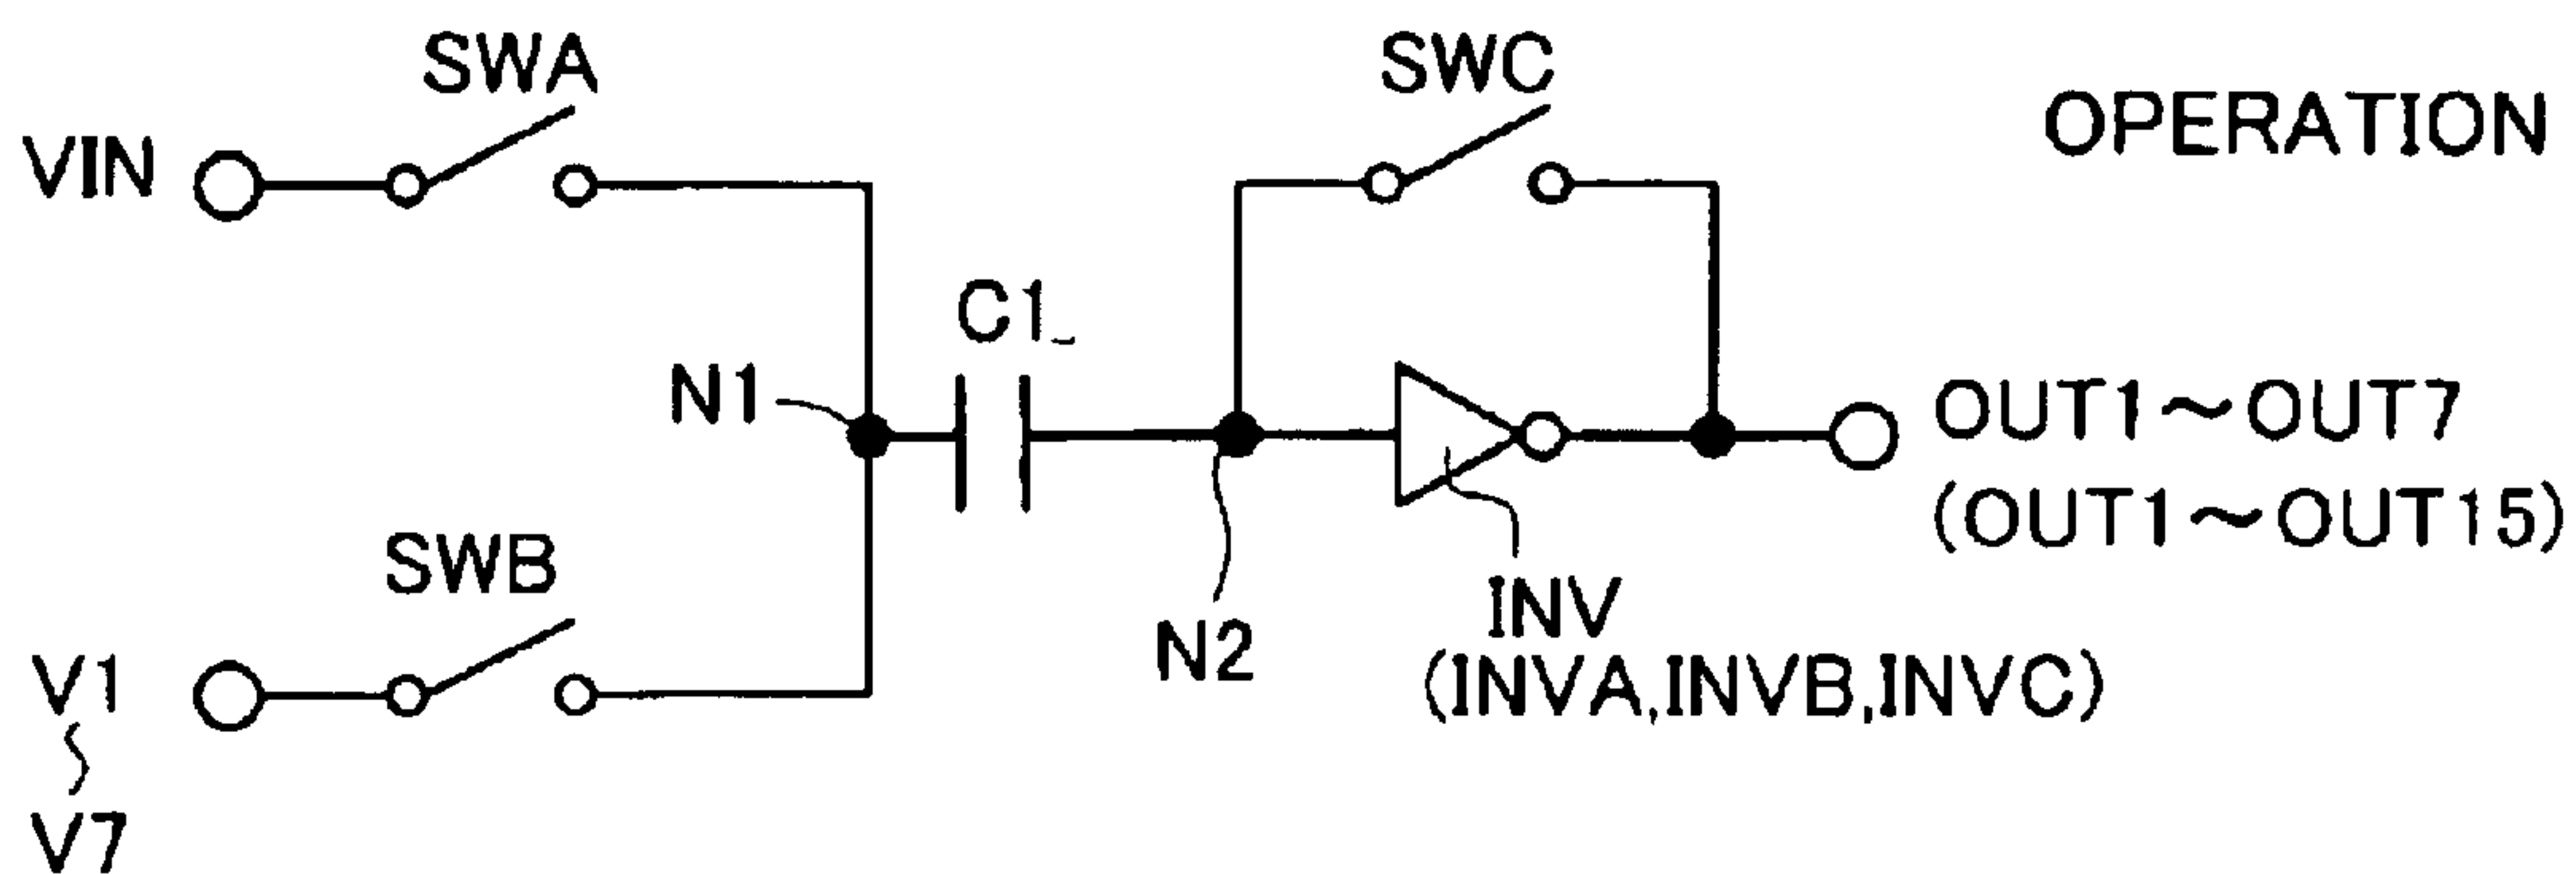 SWA
SWC
OPERATION
VIN
C1
N1
OUT1～OUT7
(OUT1～OUT15)
SWB
INV
(INVA,INVB,INVC)
N2
V1
V7